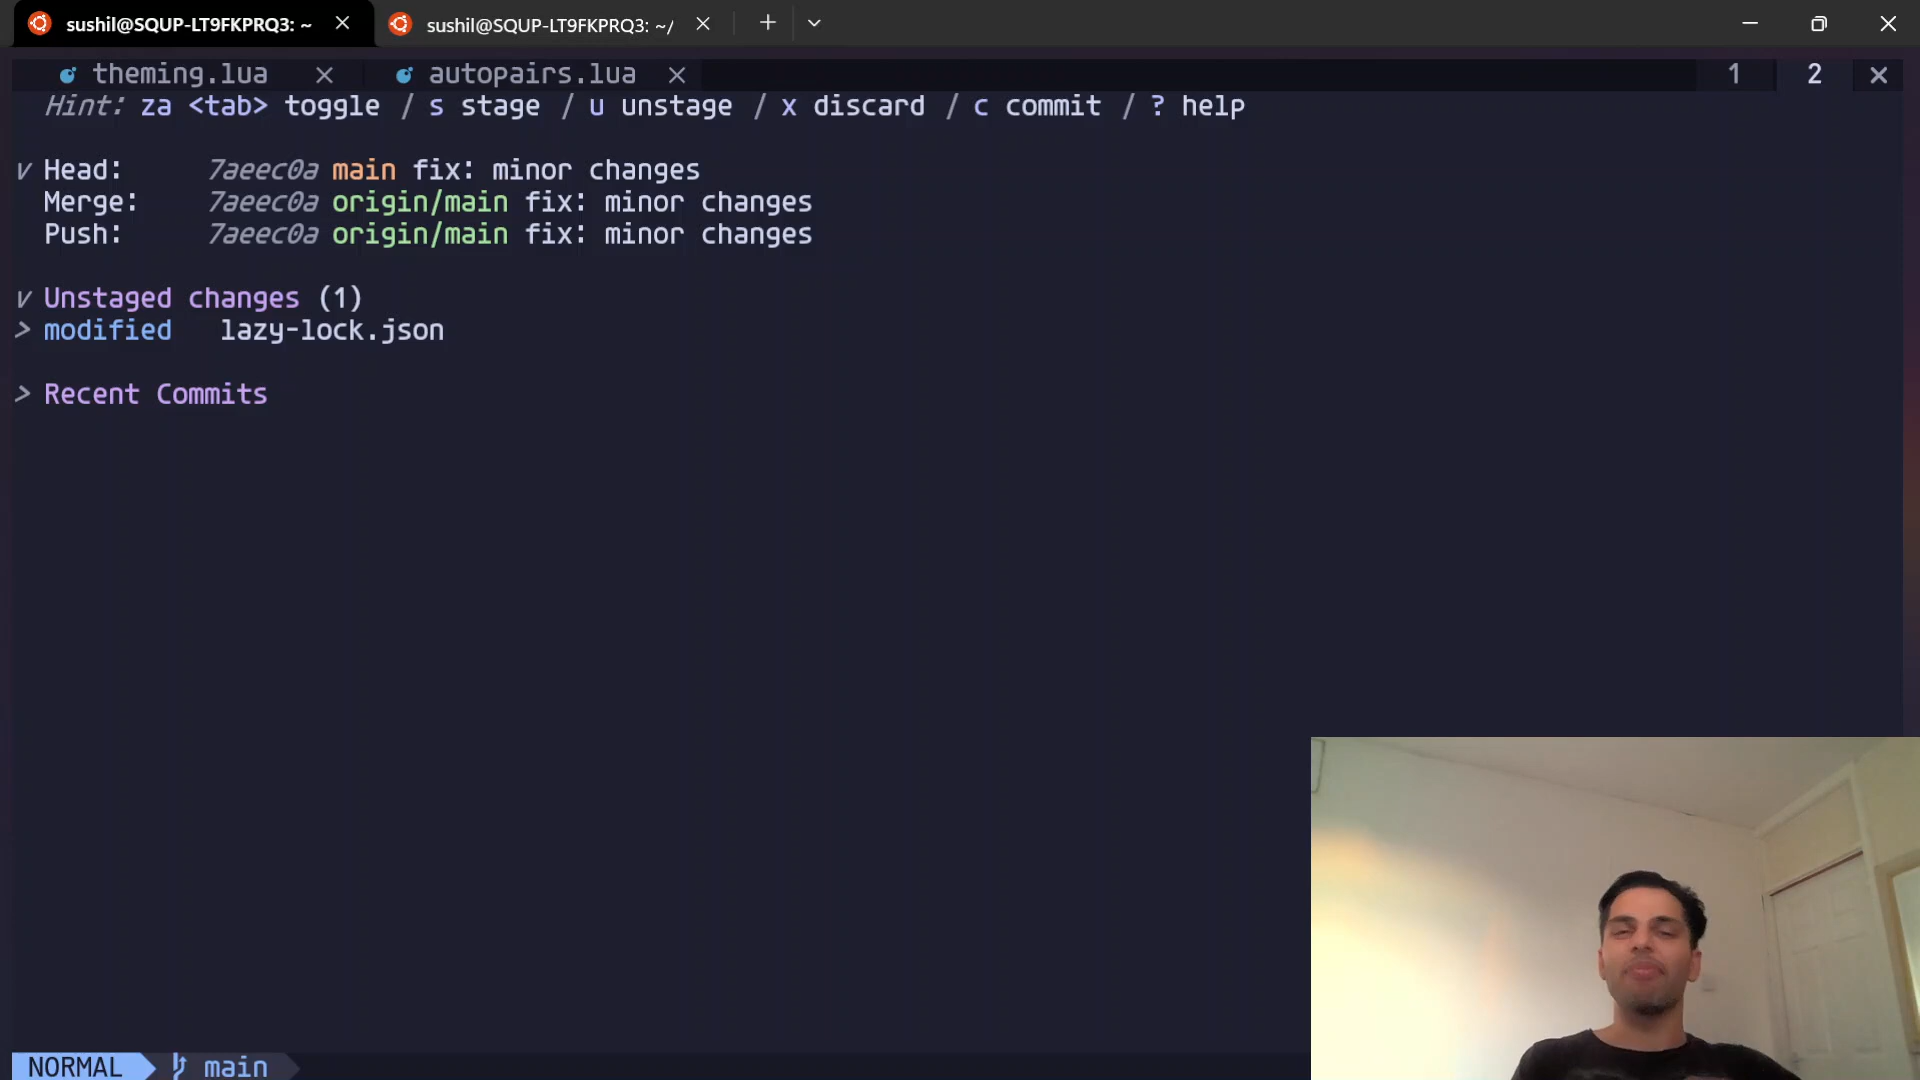 sushil@SQUP-LT9FKPRQ3: ~
sushil@SQUP-LT9FKPRQ3: ~/
theming.lua
autopairs.lua
1
2
Hint: za <tab> toggle / s stage / u unstage / x discard / c commit / ? help
v Head: 7aeec0a main fix: minor changes
Merge: 7aeec0a origin/main fix: minor changes
Push: 7aeec0a origin/main fix: minor changes
v Unstaged changes (1)
> modified lazy-lock.json
> Recent Commits
NORMAL main